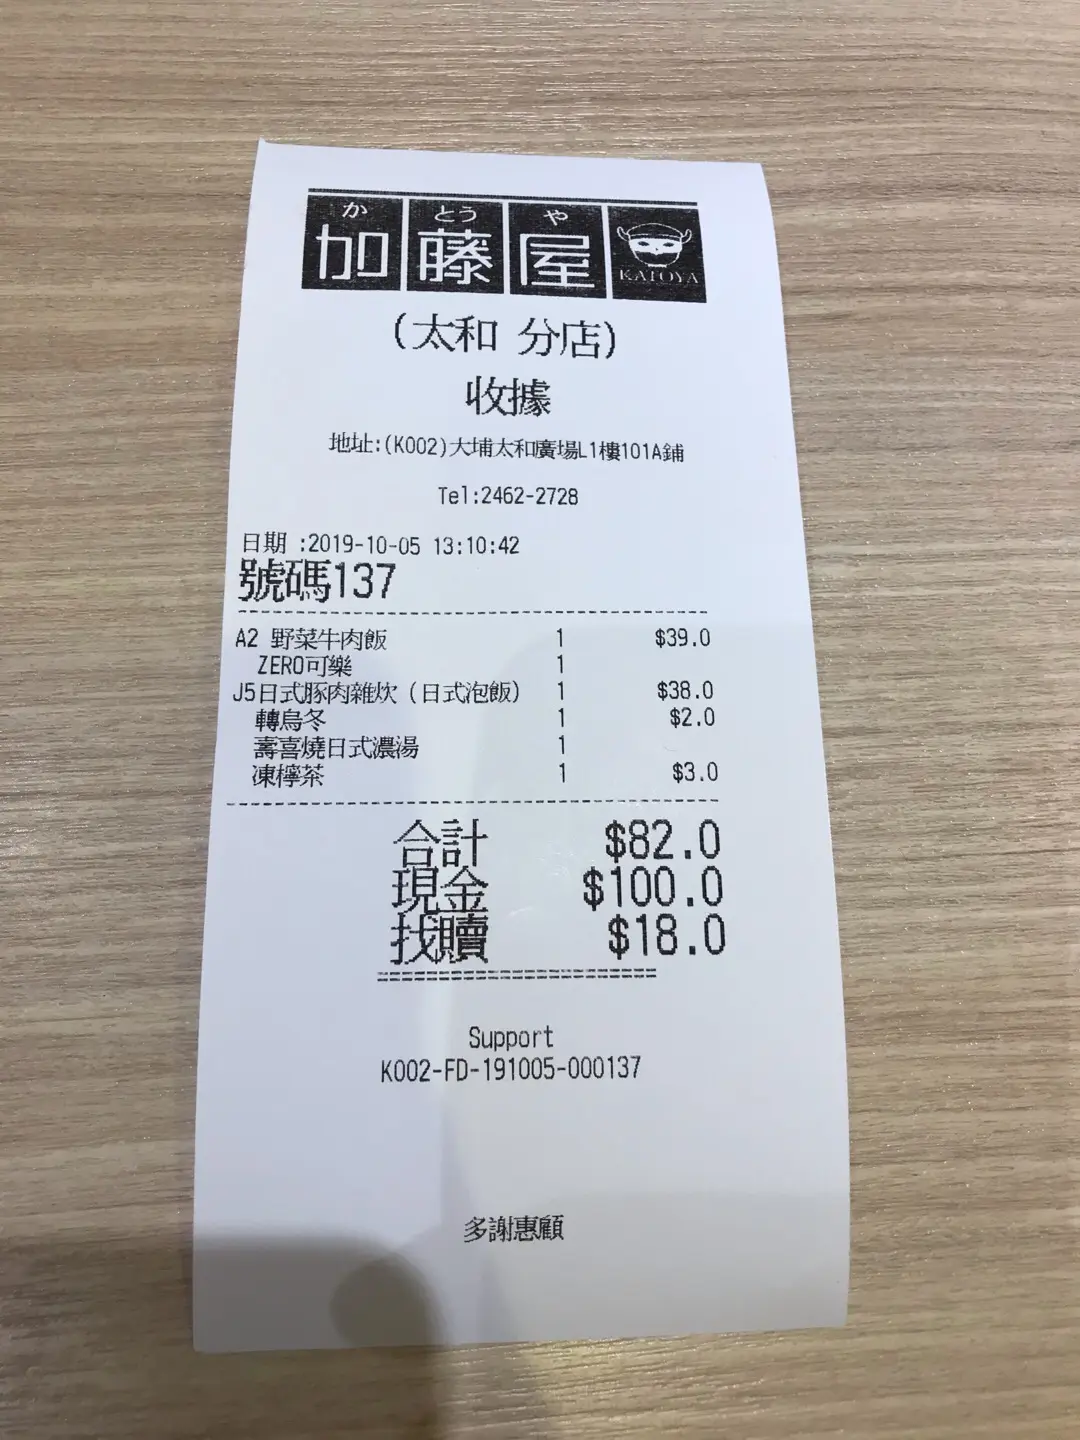 か とう や
加藤屋 KATOYA
(太和 分店)
收據
地址:(K002)大埔太和廣場L1樓101A鋪
Tel:2462-2728
日期 :2019-10-05 13:10:42
號碼137
A2 野菜牛肉飯 1 $39.0
ZERO可樂 1
J5日式豚肉雜炊 (日式泡飯) 1 $38.0
轉烏冬 1 $2.0
壽喜燒日式濃湯 1
凍檸茶 1 $3.0
合計 $82.0
現金 $100.0
找贖 $18.0
Support
K002-FD-191005-000137
多謝惠顧